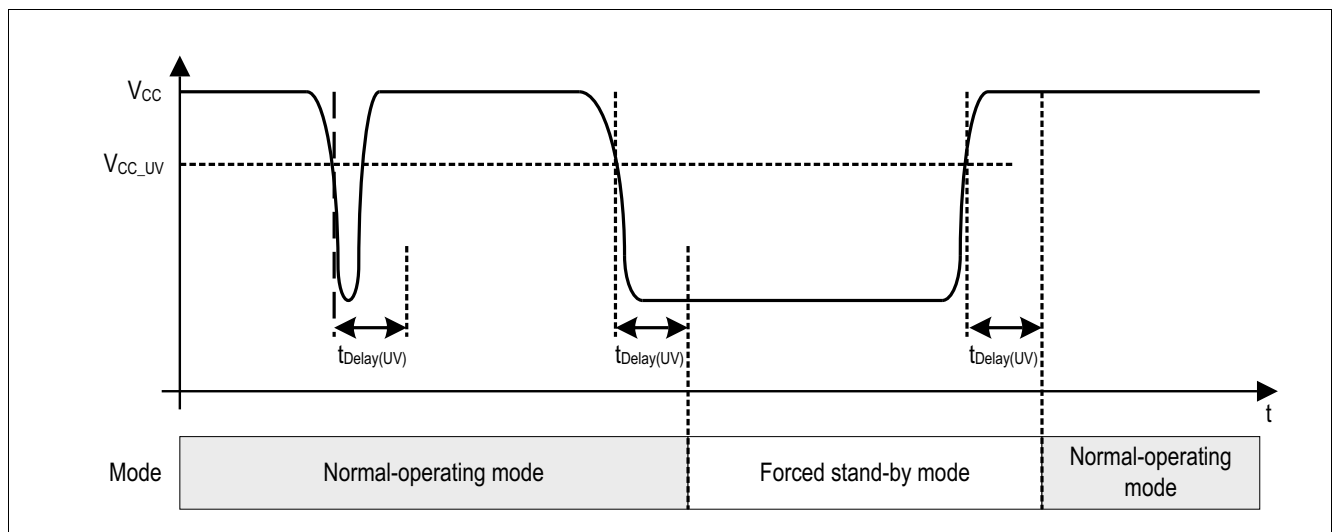 VCC
VCC_UV
tDelay(UV)
tDelay(UV)
tDelay(UV)
t
Mode
Normal-operating mode
Forced stand-by mode
Normal-operating
mode